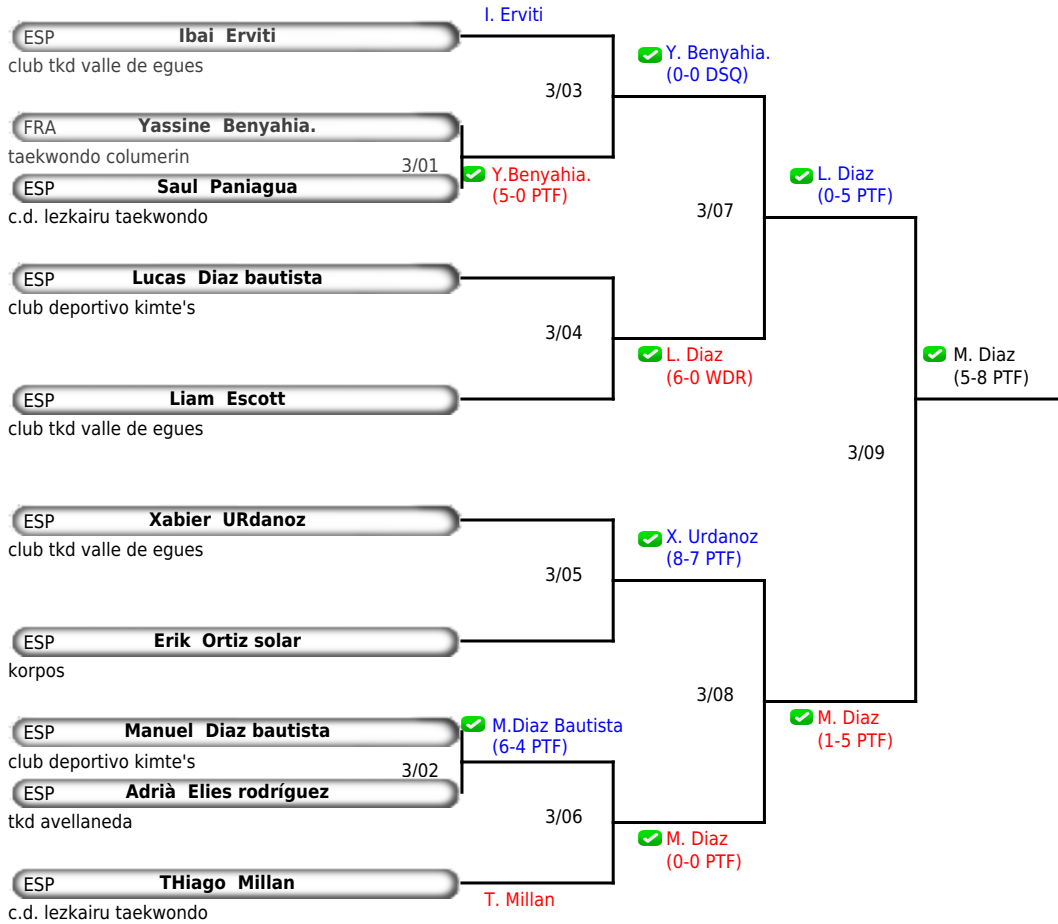 I. Erviti
ESP Ibai Erviti
club tkd valle de egues
Y. Benyahia.
(0-0 DSQ)
3/03
FRA Yassine Benyahia.
taekwondo columerin
3/01
Y.Benyahia.
(5-0 PTF)
ESP Saul Paniagua
c.d. lezkairu taekwondo
L. Diaz
(0-5 PTF)
3/07
ESP Lucas Diaz bautista
club deportivo kimte's
3/04
L. Diaz
(6-0 WDR)
M. Diaz
(5-8 PTF)
ESP Liam Escott
club tkd valle de egues
3/09
ESP Xabier URdanoz
club tkd valle de egues
X. Urdanoz
(8-7 PTF)
3/05
ESP Erik Ortiz solar
korpos
3/08
M. Diaz
(1-5 PTF)
ESP Manuel Diaz bautista
club deportivo kimte's
M.Diaz Bautista
(6-4 PTF)
3/02
ESP Adrià Elies rodríguez
tkd avellaneda
3/06
M. Diaz
(0-0 PTF)
ESP THiago Millan
c.d. lezkairu taekwondo
T. Millan